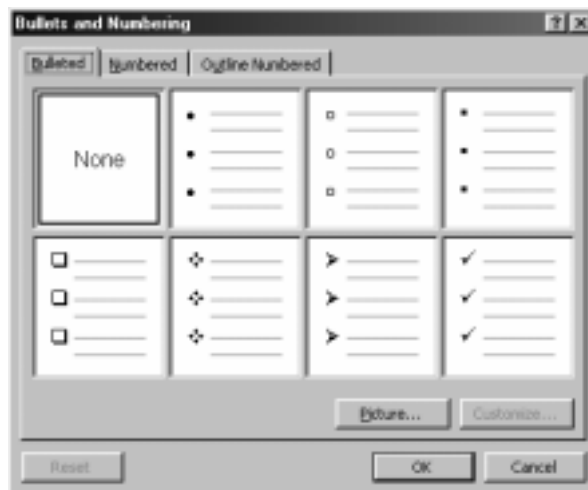 Bullets and Numbering
Bulleted Numbered Outline Numbered
None
Picture... Customize...
Reset OK Cancel